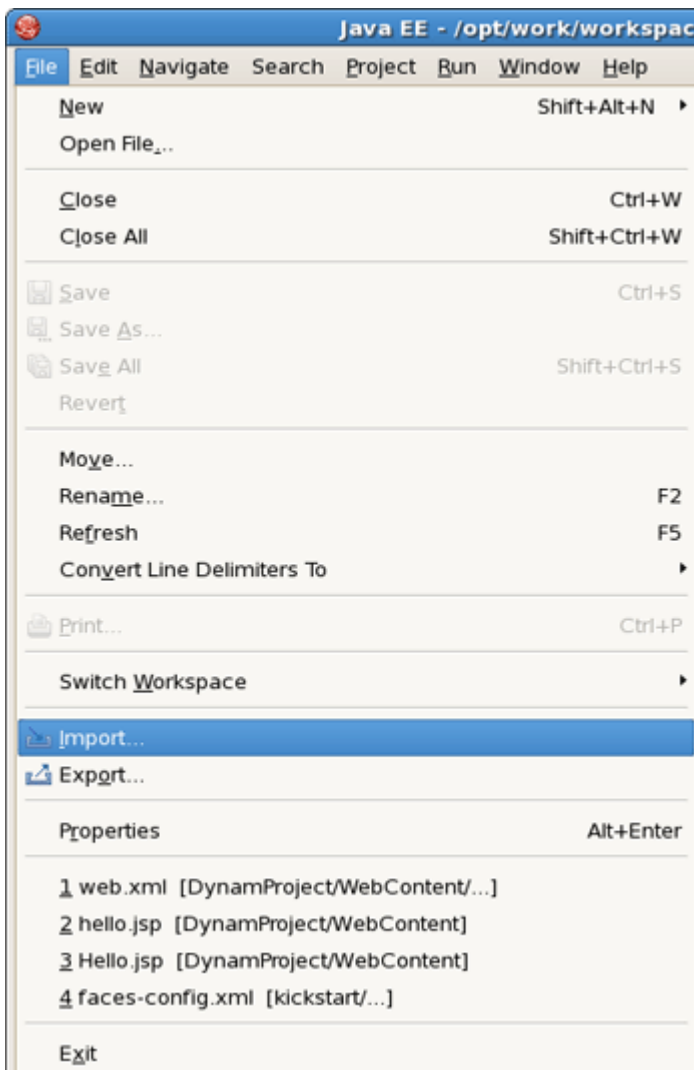 Java EE - /opt/work/workspac
File Edit Navigate Search Project Run Window Help
New Shift+Alt+N
Open File...
Close Ctrl+W
Close All Shift+Ctrl+W
Save Ctrl+S
Save As...
Save All Shift+Ctrl+S
Revert
Move...
Rename... F2
Refresh F5
Convert Line Delimiters To
Print... Ctrl+P
Switch Workspace
Import...
Export...
Properties Alt+Enter
1 web.xml [DynamProject/WebContent/...]
2 hello.jsp [DynamProject/WebContent]
3 Hello.jsp [DynamProject/WebContent]
4 faces-config.xml [kickstart/...]
Exit